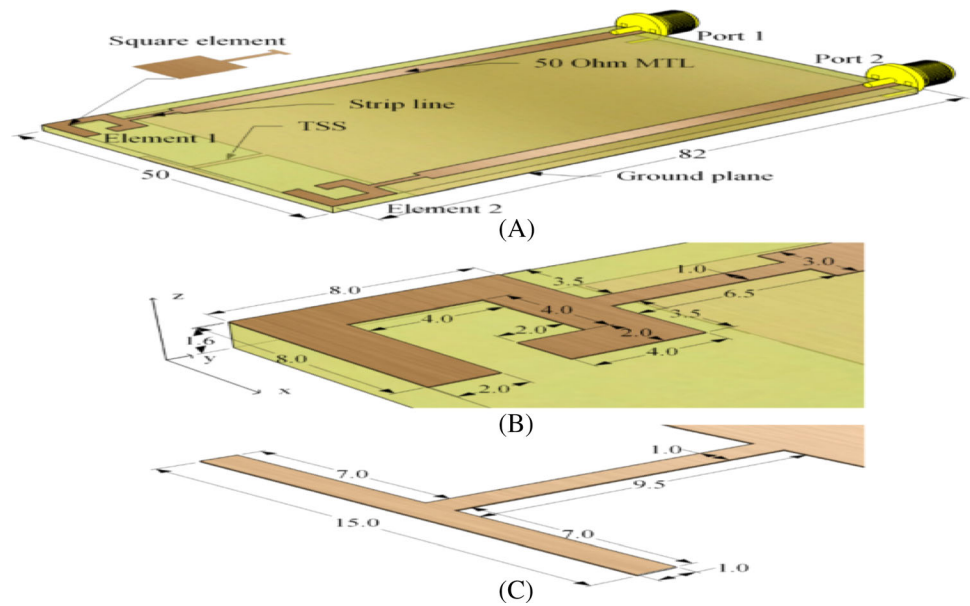 Square element
Port 1
50 Ohm MTL
Port 2
Strip line
Element 1
TSS
82
50
Ground plane
Element 2
(A)
8.0
3.5
1.0
3.0
z
4.0
4.0
6.5
1.6
2.0
2.0
3.5
y
8.0
4.0
x
2.0
(B)
1.0
7.0
9.5
15.0
7.0
1.0
(C)